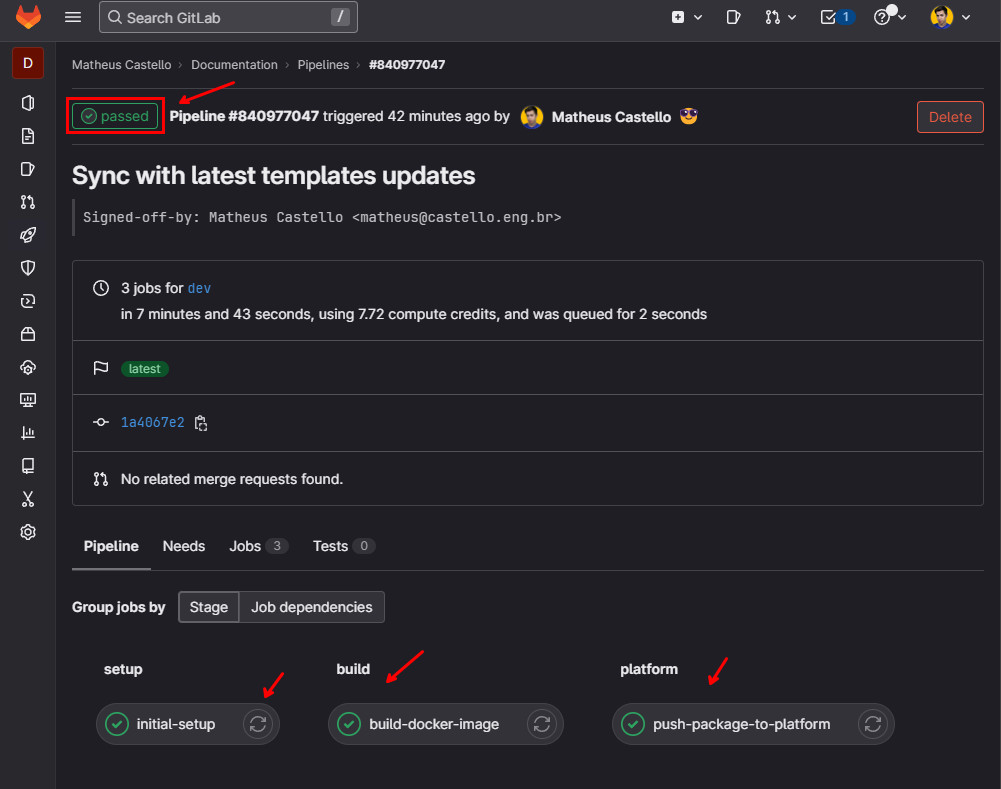 Search GitLab
/
1
D
Matheus Castello › Documentation › Pipelines › #840977047
passed Pipeline #840977047 triggered 42 minutes ago by Matheus Castello 😎
Delete
Sync with latest templates updates
Signed-off-by: Matheus Castello <matheus@castello.eng.br>
3 jobs for dev
in 7 minutes and 43 seconds, using 7.72 compute credits, and was queued for 2 seconds
latest
1a4067e2
No related merge requests found.
Pipeline Needs Jobs 3 Tests 0
Group jobs by Stage Job dependencies
setup build platform
initial-setup build-docker-image push-package-to-platform